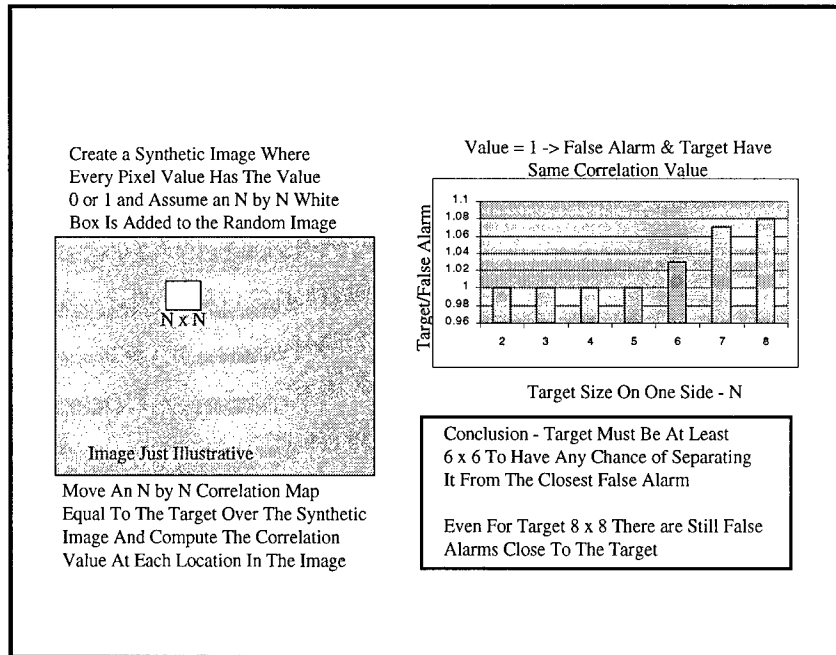 Create a Synthetic Image Where
Every Pixel Value Has The Value
0 or 1 and Assume an N by N White
Box Is Added to the Random Image
N x N
Image Just Illustrative
Move An N by N Correlation Map
Equal To The Target Over The Synthetic
Image And Compute The Correlation
Value At Each Location In The Image
Value = 1 -> False Alarm & Target Have
Same Correlation Value
Target/False Alarm
1.1
1.08
1.06
1.04
1.02
1
0.98
0.96
2 3 4 5 6 7 8
Target Size On One Side - N
Conclusion - Target Must Be At Least
6 x 6 To Have Any Chance of Separating
It From The Closest False Alarm
Even For Target 8 x 8 There are Still False
Alarms Close To The Target